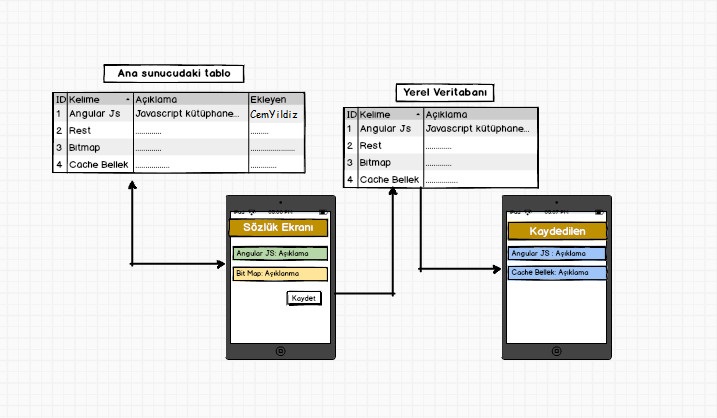 Ana sunucudaki tablo
ID Kelime Açıklama Ekleyen
1 Angular Js Javascript kütüphane... CemYildiz
2 Rest ............. .........
3 Bitmap ............. ......................
4 Cache Bellek ................. .............
Yerel Veritabanı
ID Kelime Açıklama
1 Angular Js Javascript kütüphane...
2 Rest .............
3 Bitmap .............
4 Cache Bellek ................
Sözlük Ekranı
Angular JS: Açıklama
Bit Map: Açıklanma
Kaydet
Kaydedilen
Angular JS : Açıklama
Cache Bellek: Açıklama